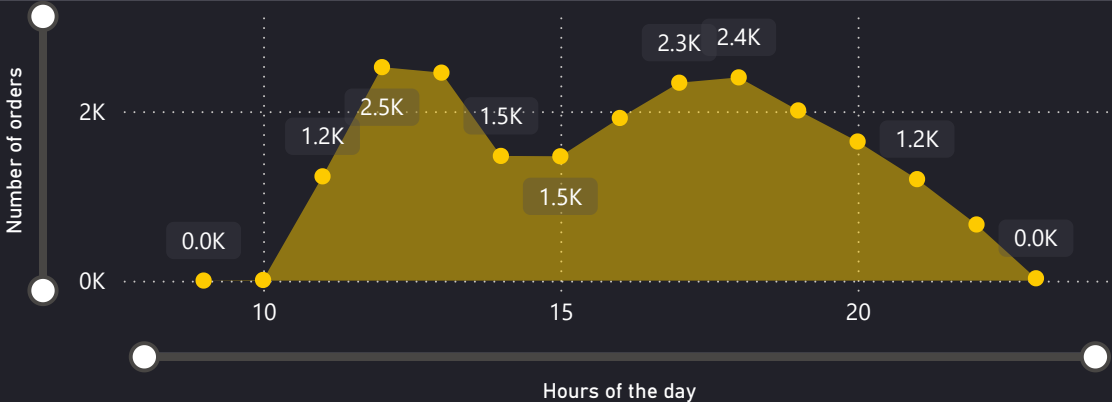 Number of orders
2K
0K
0.0K
1.2K
2.5K
1.5K
1.5K
2.3K
2.4K
1.2K
0.0K
10
15
20
Hours of the day